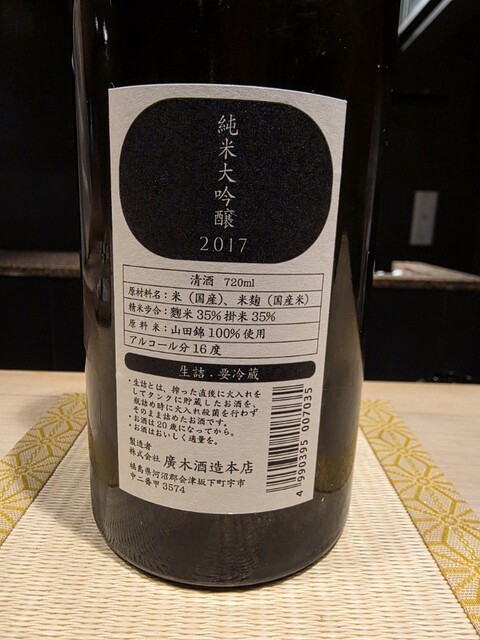 純米大吟醸
2017
清酒 720ml
原材料名：米（国産）、米麹（国産米）
精米歩合：麴米35% 掛米35%
原料米：山田錦100%使用
アルコール分16度
生詰．要冷蔵
・生詰とは、搾った直後に火入れを
してタンクに貯蔵したお酒を、
瓶詰め時に火入れ殺菌を行わず
そのまま詰めたお酒です。
・お酒は20歳になってから。
・お酒はおいしく適量を。
製造者
株式会社 廣木酒造本店
福島県河沼郡会津坂下町字市
中二番甲3574
4 990395 007035